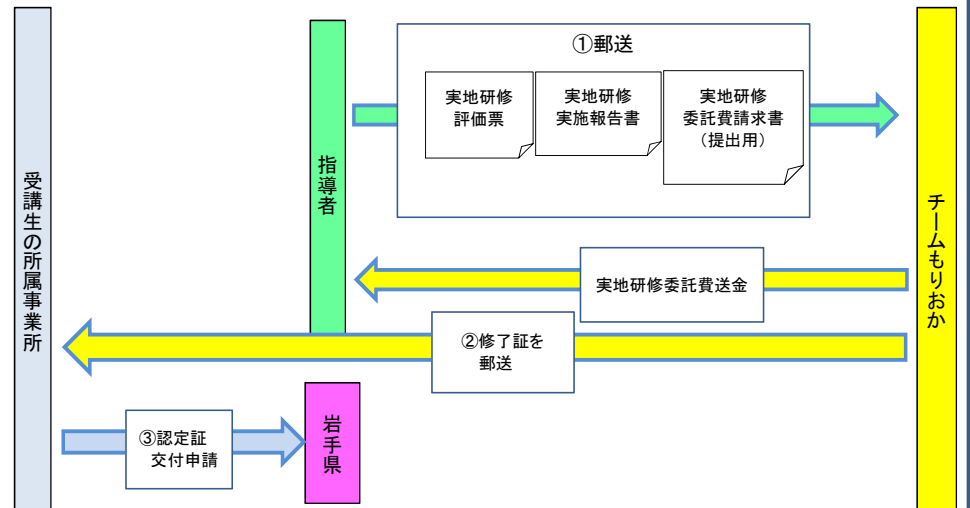 ①郵送
実地研修
評価票
実地研修
実施報告書
実地研修
委託費請求書
（提出用）
受講生の所属事業所
指導者
チームもりおか
実地研修委託費送金
②修了証を
郵送
③認定証
交付申請
岩手県